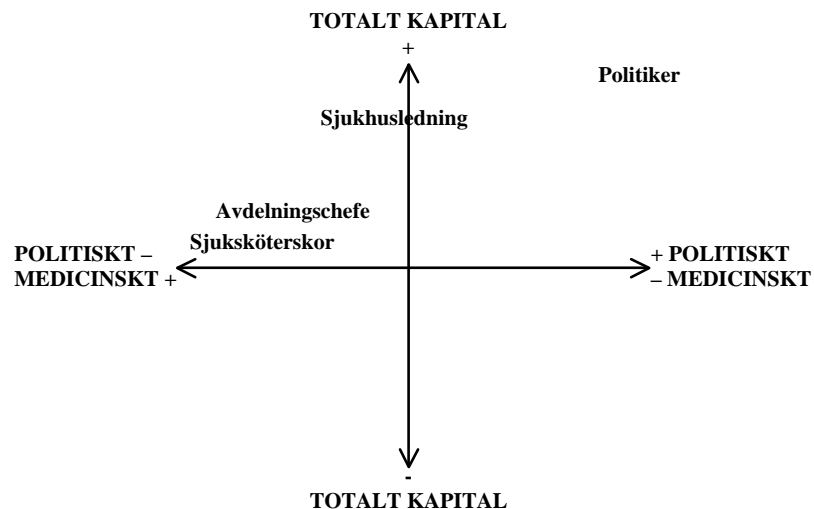 TOTALT KAPITAL
+
Politiker
Sjukhusledning
Avdelningschefe
Sjuksköterskor
POLITISKT –
MEDICINSKT +
+ POLITISKT
– MEDICINSKT
-
TOTALT KAPITAL